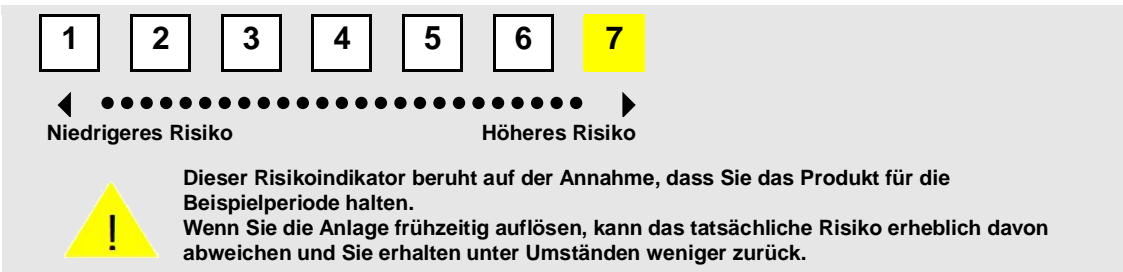 1 2 3 4 5 6 7
Niedrigeres Risiko Höheres Risiko
Dieser Risikoindikator beruht auf der Annahme, dass Sie das Produkt für die
Beispielperiode halten.
Wenn Sie die Anlage frühzeitig auflösen, kann das tatsächliche Risiko erheblich davon
abweichen und Sie erhalten unter Umständen weniger zurück.
!